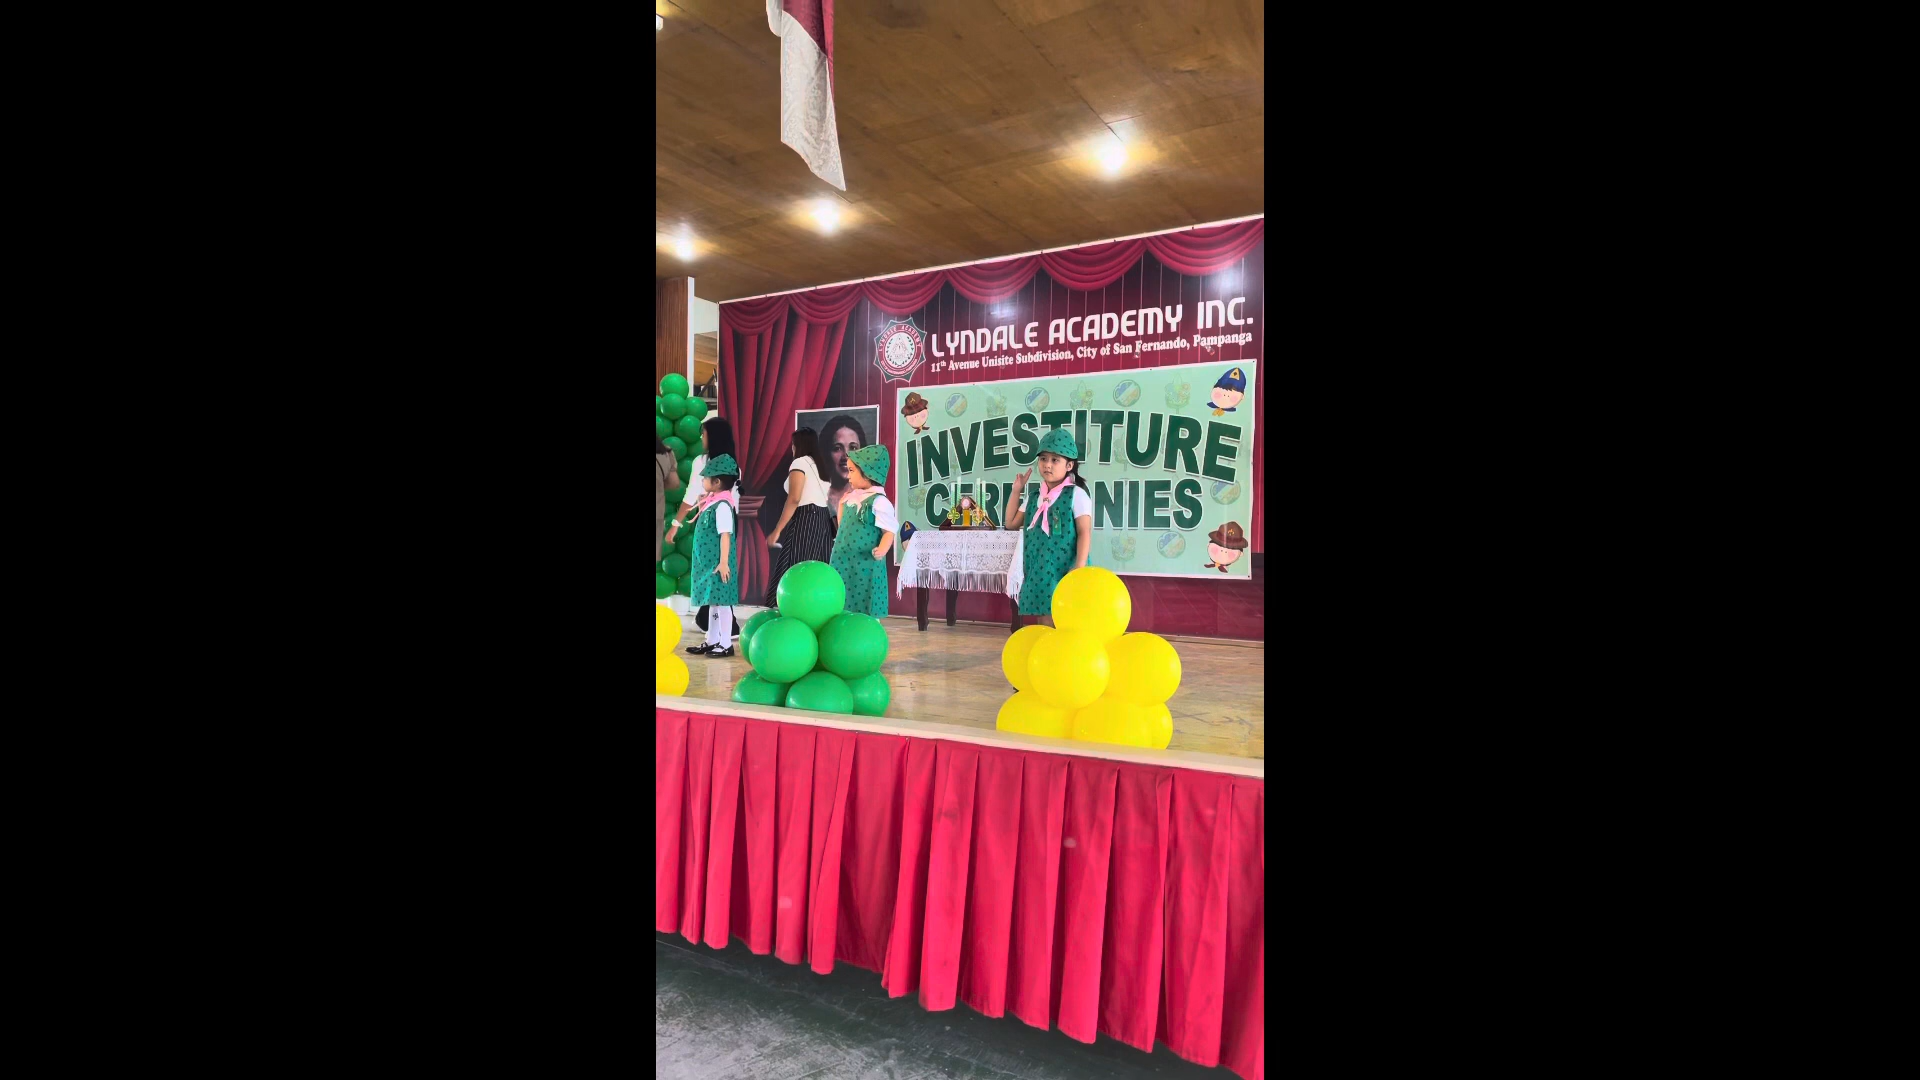 LYNDALE ACADEMY INC.
11th Avenue Unisite Subdivision, City of San Fernando, Pampanga
INVESTITURE